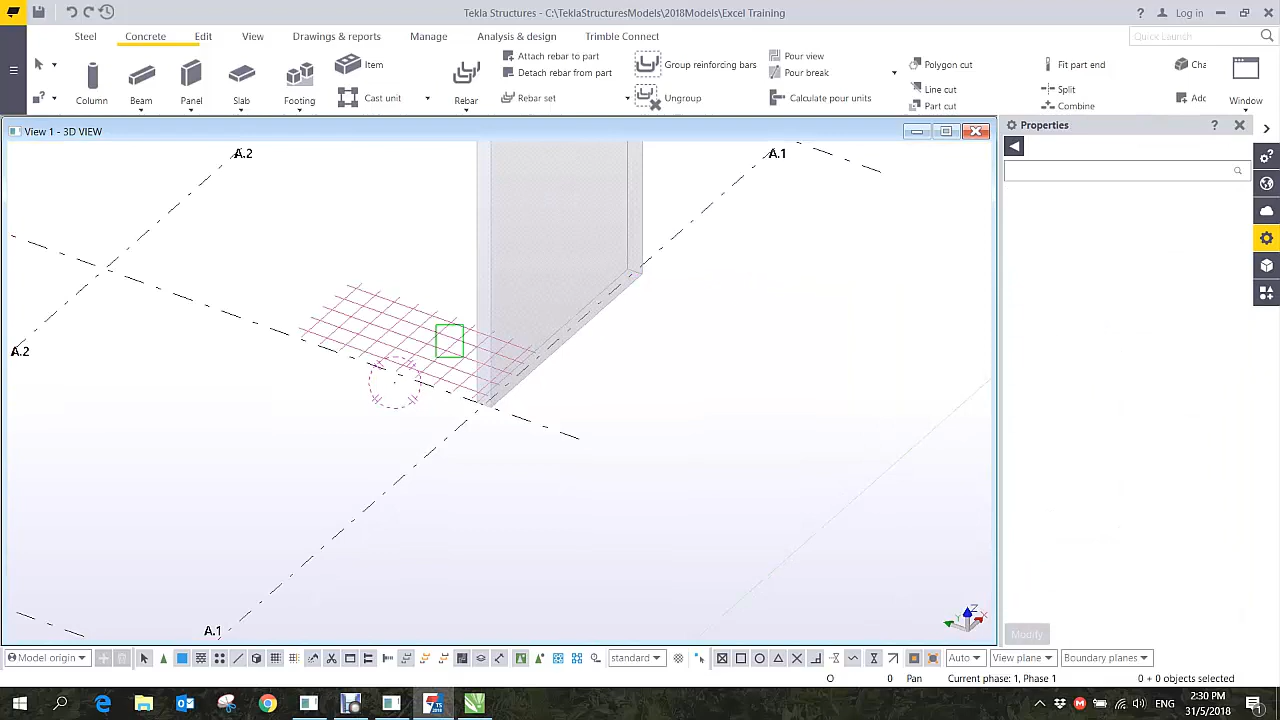 Tekla Structures - C:\TeklaStructuresModels\2018Models\Excel Training
? Log in
Steel Concrete Edit View Drawings & reports Manage Analysis & design Trimble Connect
Quick Launch
Column Beam Panel Slab Footing
Item
Cast unit
Rebar
Attach rebar to part
Detach rebar from part
Rebar set
Group reinforcing bars
Ungroup
Pour view
Pour break
Calculate pour units
Polygon cut
Line cut
Part cut
Fit part end
Split
Combine
Cha
Adc
Window
View 1 - 3D VIEW
Properties ?
A.2
A.1
A.2
A.1
Z
X
Modify
Model origin
standard
Auto
View plane
Boundary planes
O 0 Pan Current phase: 1, Phase 1 0 + 0 objects selected
ENG
2:30 PM
31/5/2018
1